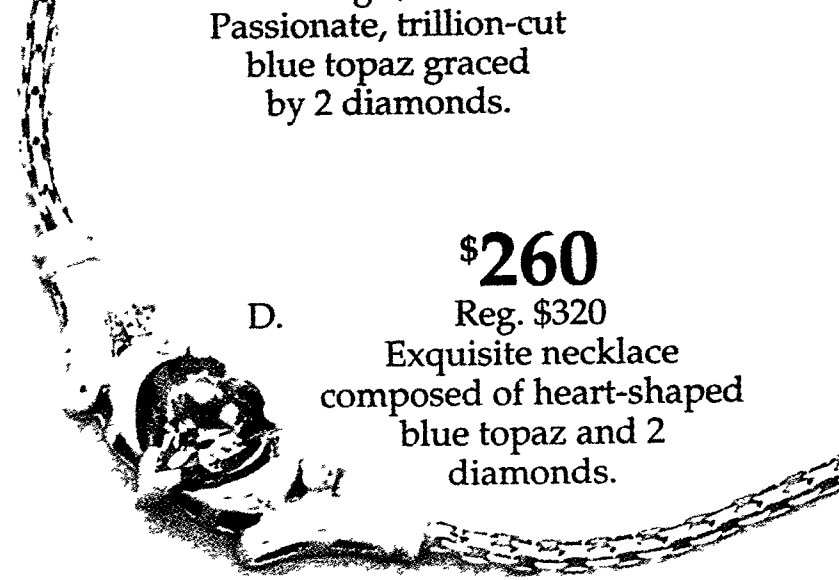 Passionate, trillion-cut
blue topaz graced
by 2 diamonds.
$260
D.
Reg. $320
Exquisite necklace
composed of heart-shaped
blue topaz and 2
diamonds.